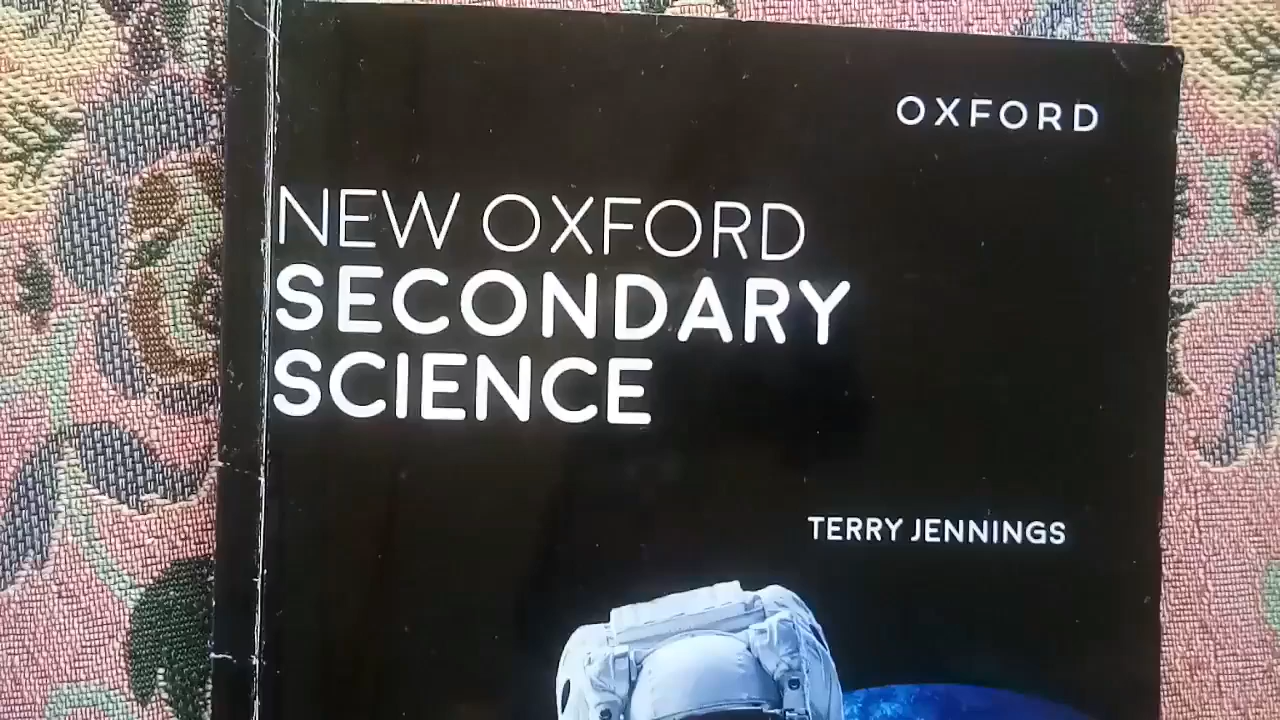 OXFORD
NEW OXFORD
SECONDARY
SCIENCE
TERRY JENNINGS